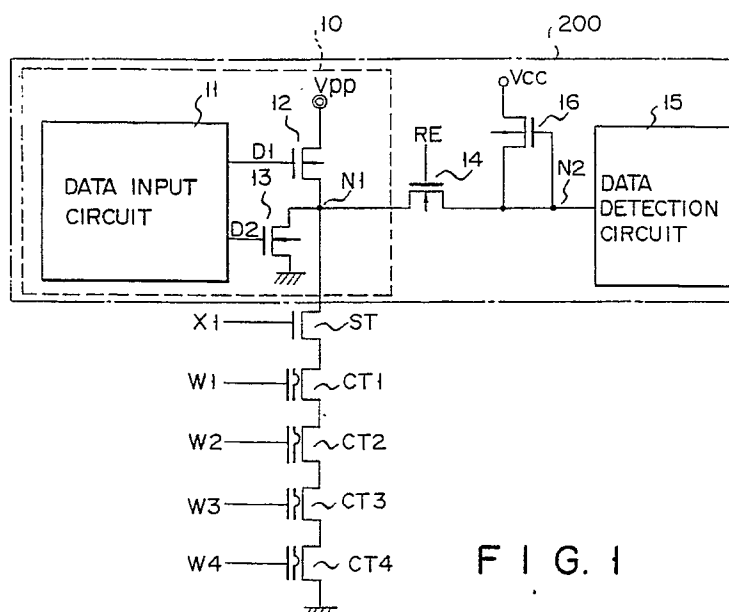 10
200
Vpp
Vcc
11
12
16
15
D1
RE
14
13
N1
N2
DATA INPUT
CIRCUIT
D2
DATA
DETECTION
CIRCUIT
X1
ST
W1
CT1
W2
CT2
W3
CT3
W4
CT4
FIG. 1